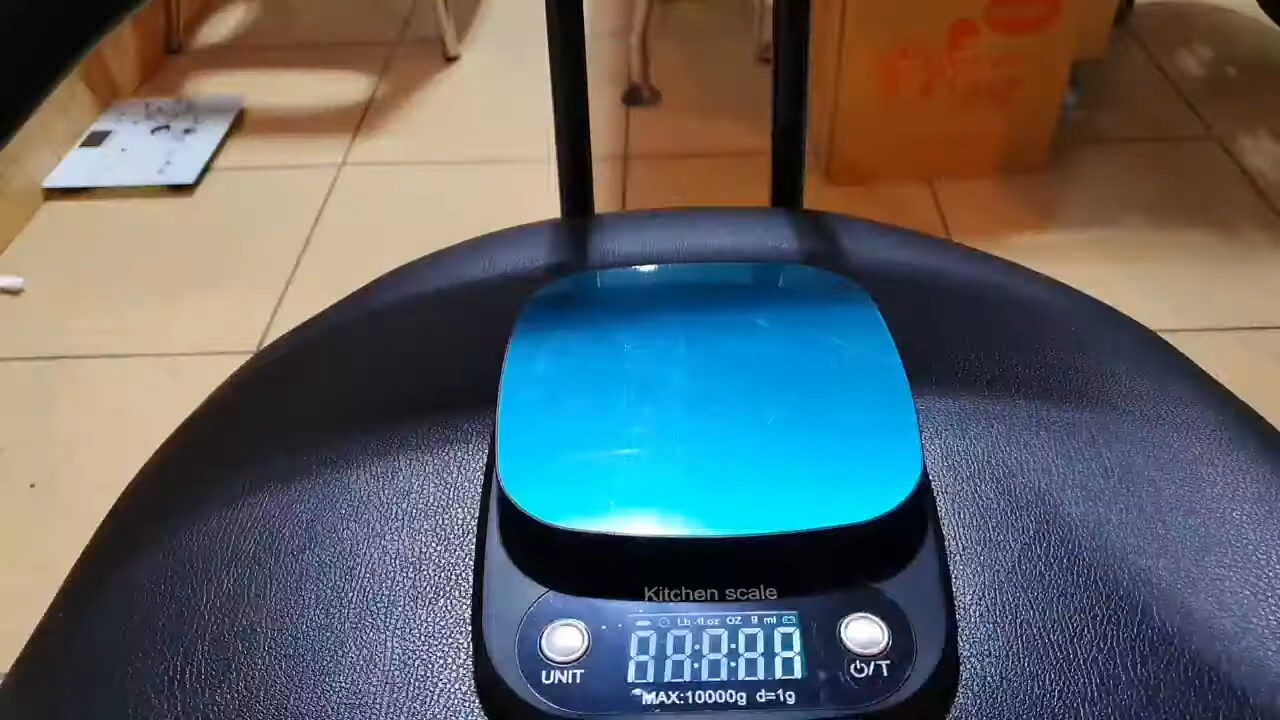 Kitchen scale
Lb fl.oz OZ g ml
88:8:88
UNIT
⏻/T
MAX:10000g d=1g